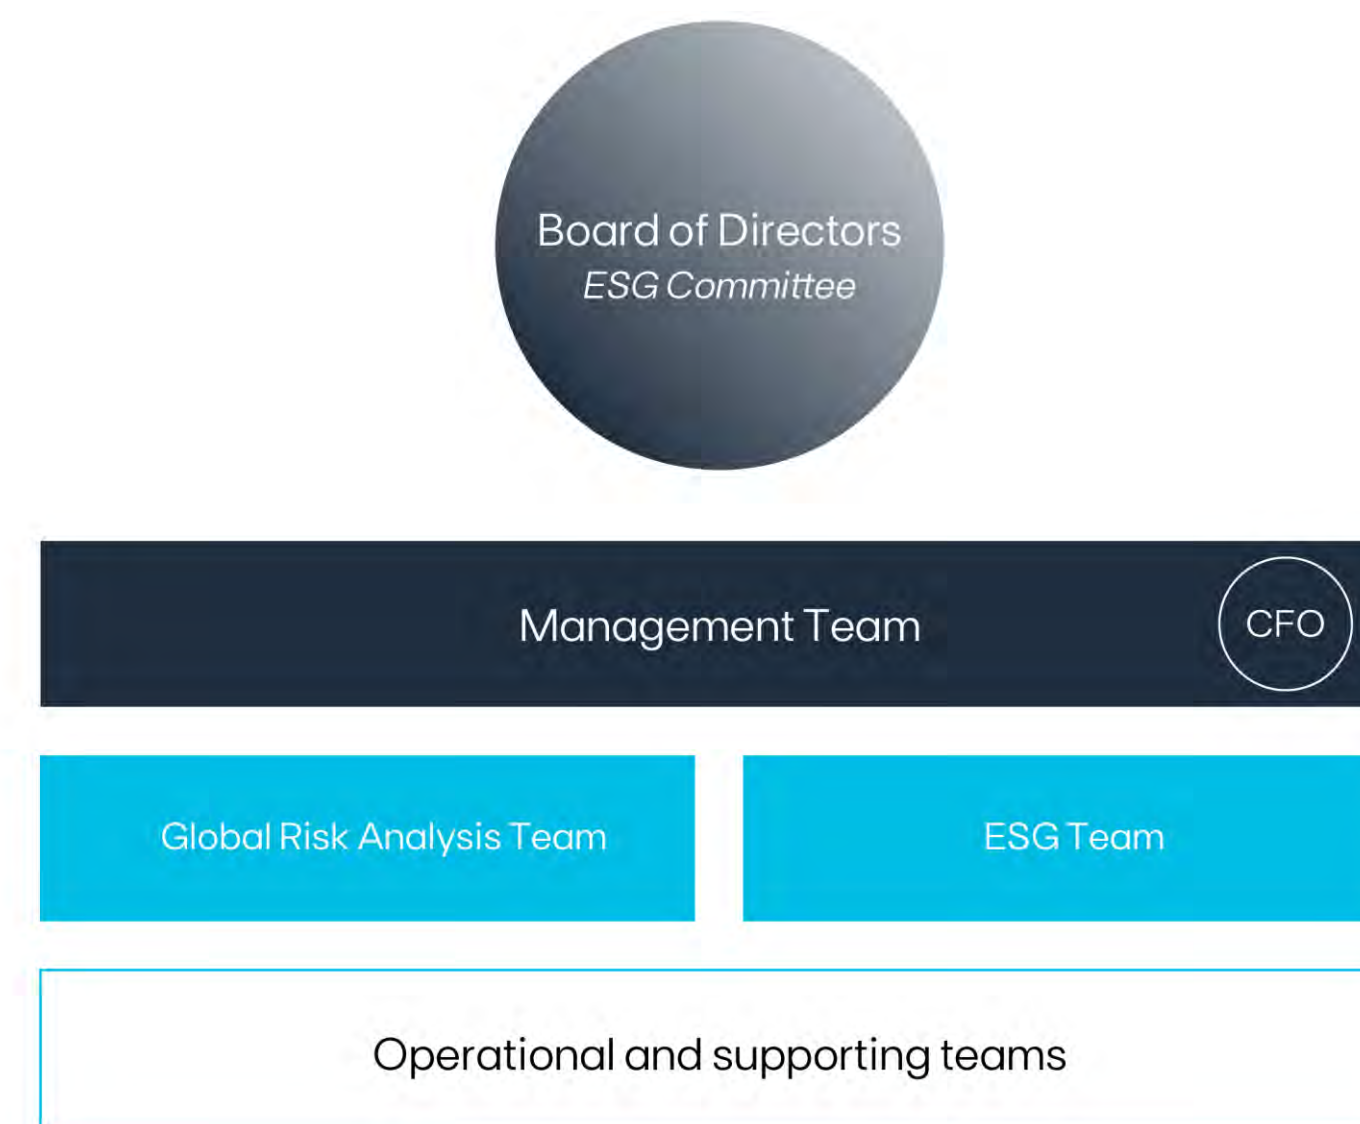 Board of Directors
ESG Committee
Management Team
CFO
Global Risk Analysis Team
ESG Team
Operational and supporting teams